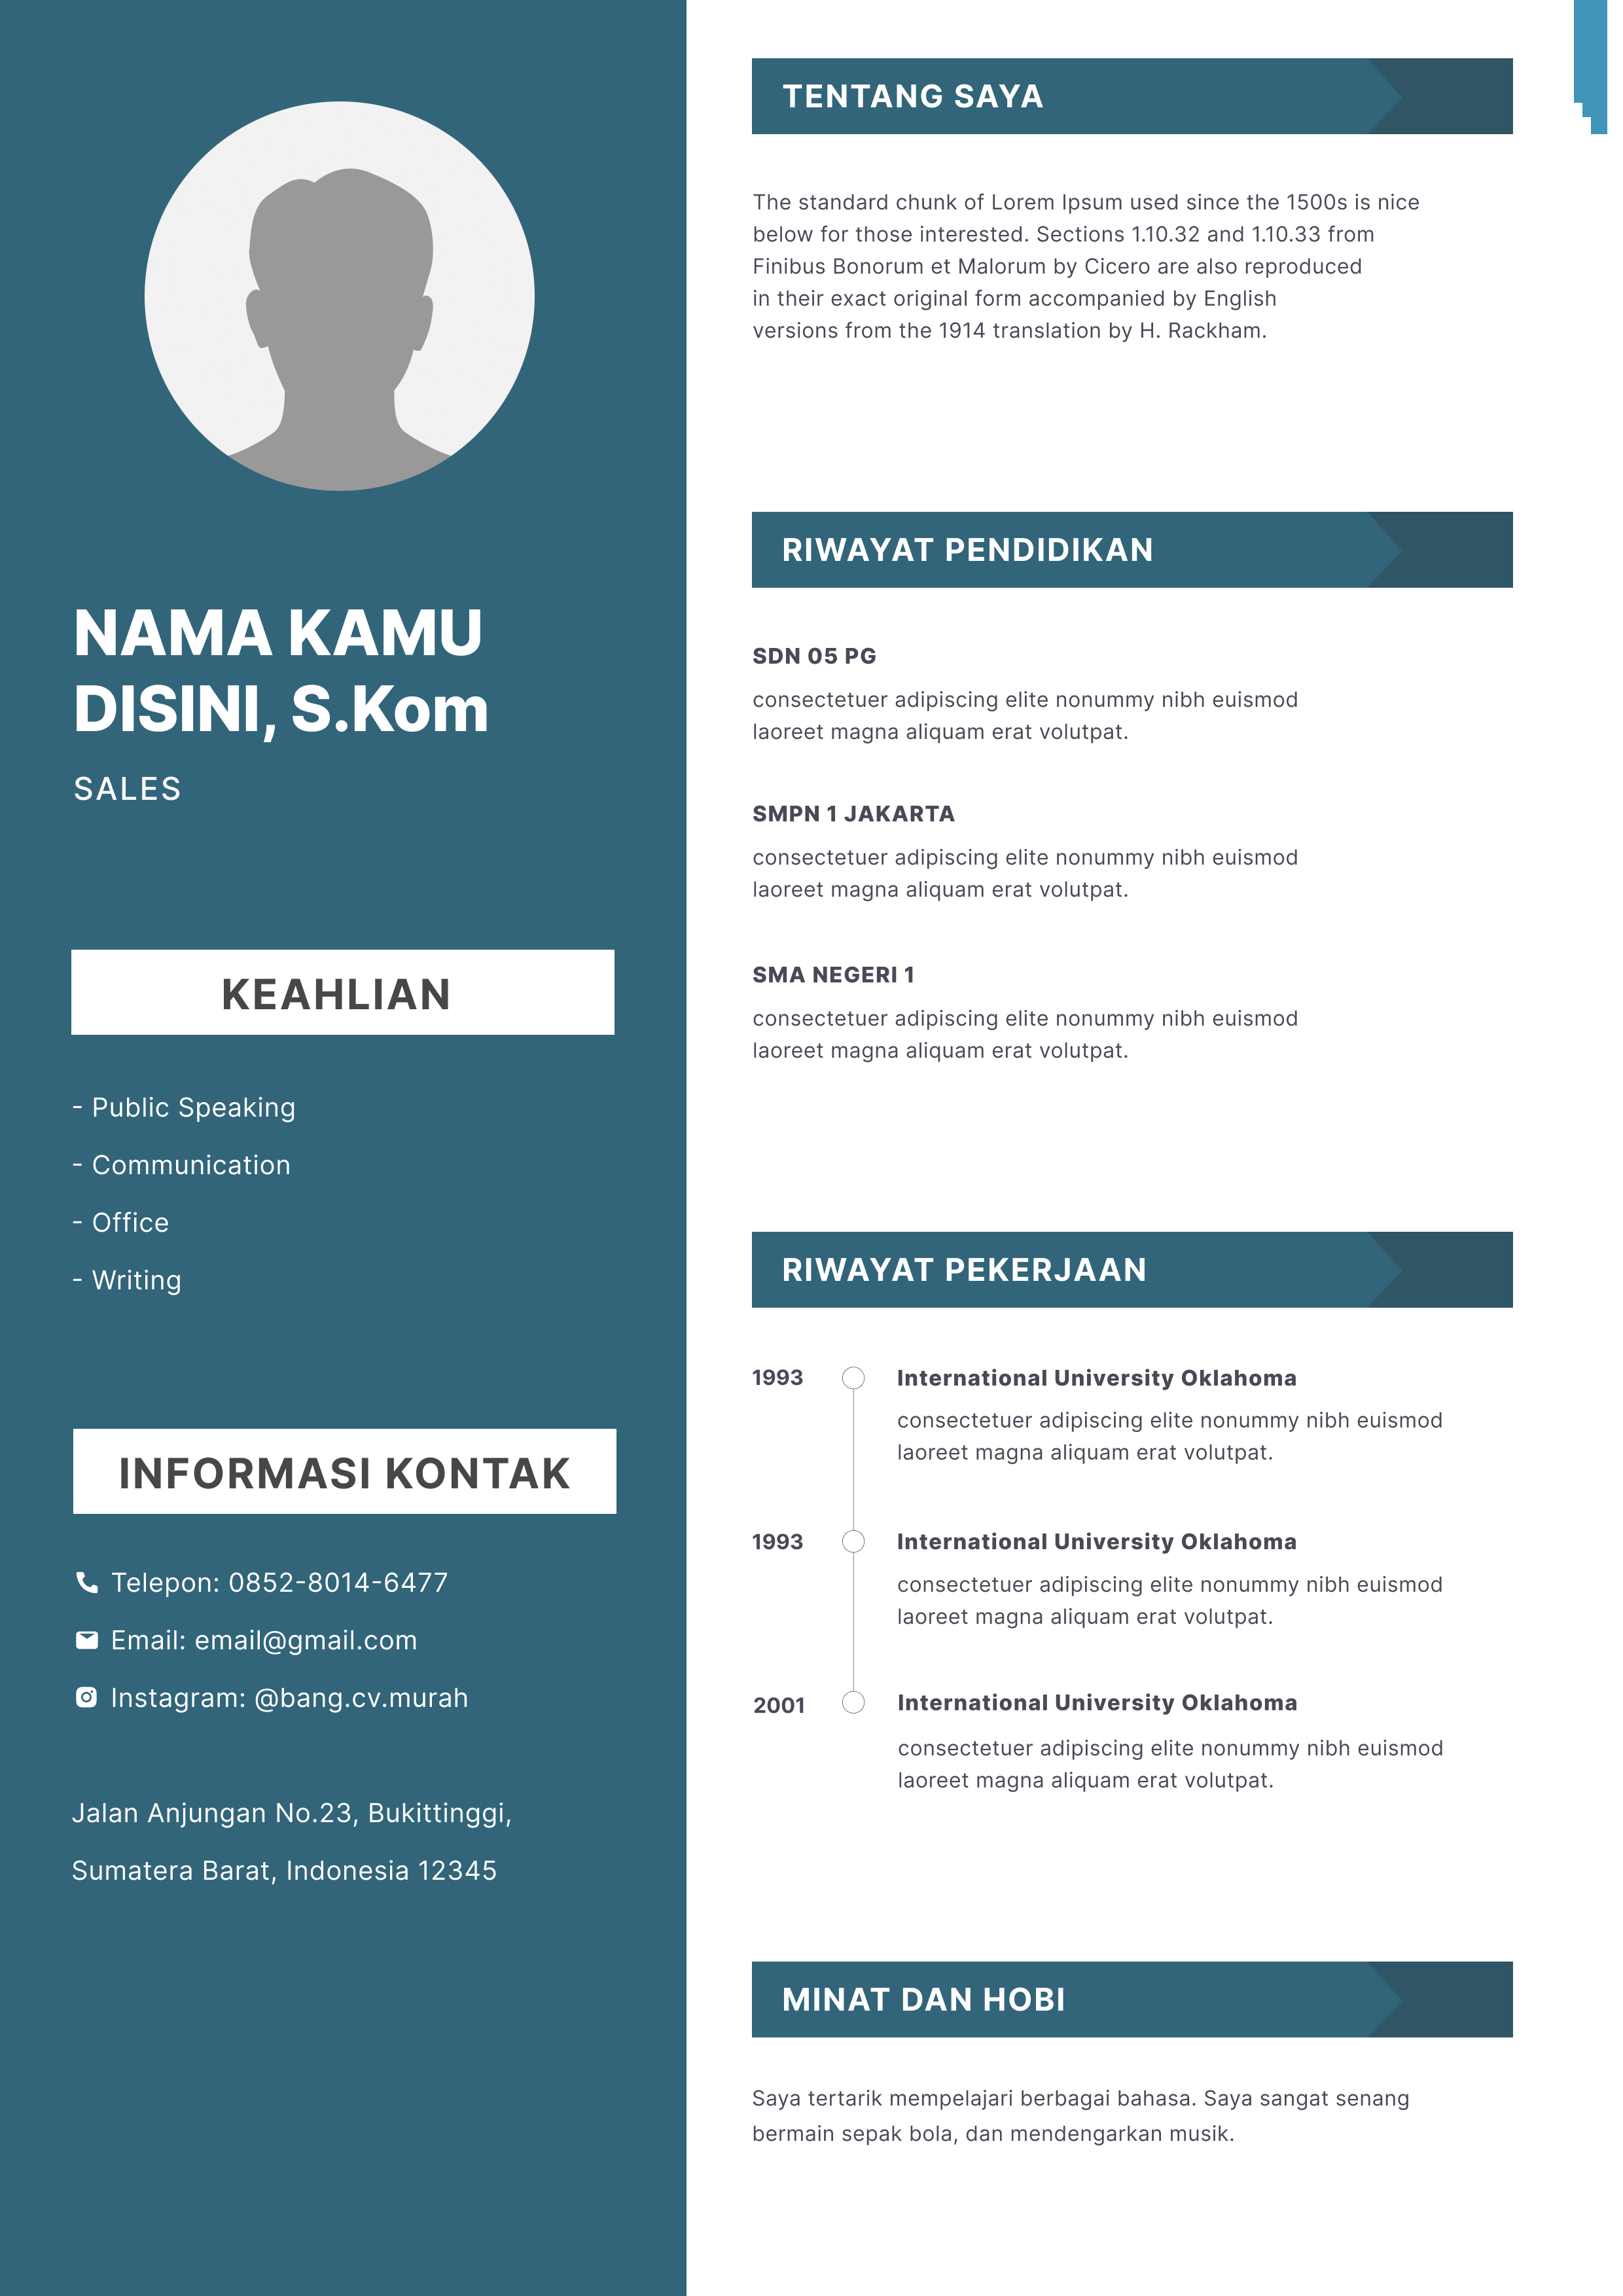 NAMA KAMU
DISINI, S.Kom
SALES
KEAHLIAN
- Public Speaking
- Communication
- Office
- Writing
INFORMASI KONTAK
Telepon: 0852-8014-6477
Email: email@gmail.com
Instagram: @bang.cv.murah
Jalan Anjungan No.23, Bukittinggi,
Sumatera Barat, Indonesia 12345
TENTANG SAYA
The standard chunk of Lorem Ipsum used since the 1500s is nice
below for those interested. Sections 1.10.32 and 1.10.33 from
Finibus Bonorum et Malorum by Cicero are also reproduced
in their exact original form accompanied by English
versions from the 1914 translation by H. Rackham.
RIWAYAT PENDIDIKAN
SDN 05 PG
consectetuer adipiscing elite nonummy nibh euismod
laoreet magna aliquam erat volutpat.
SMPN 1 JAKARTA
consectetuer adipiscing elite nonummy nibh euismod
laoreet magna aliquam erat volutpat.
SMA NEGERI 1
consectetuer adipiscing elite nonummy nibh euismod
laoreet magna aliquam erat volutpat.
RIWAYAT PEKERJAAN
1993 International University Oklahoma
consectetuer adipiscing elite nonummy nibh euismod
laoreet magna aliquam erat volutpat.
1993 International University Oklahoma
consectetuer adipiscing elite nonummy nibh euismod
laoreet magna aliquam erat volutpat.
2001 International University Oklahoma
consectetuer adipiscing elite nonummy nibh euismod
laoreet magna aliquam erat volutpat.
MINAT DAN HOBI
Saya tertarik mempelajari berbagai bahasa. Saya sangat senang
bermain sepak bola, dan mendengarkan musik.